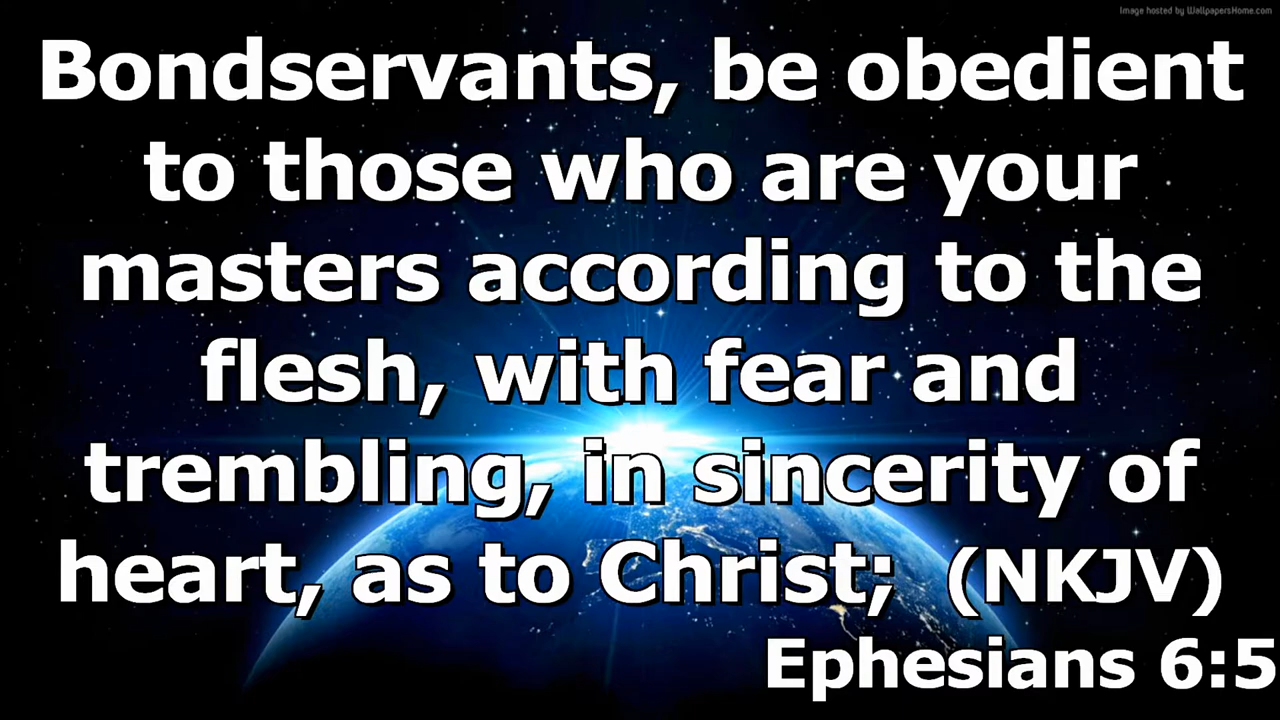 Image hosted by WallpapersHome.com
Bondservants, be obedient
to those who are your
masters according to the
flesh, with fear and
trembling, in sincerity of
heart, as to Christ; (NKJV)
Ephesians 6:5